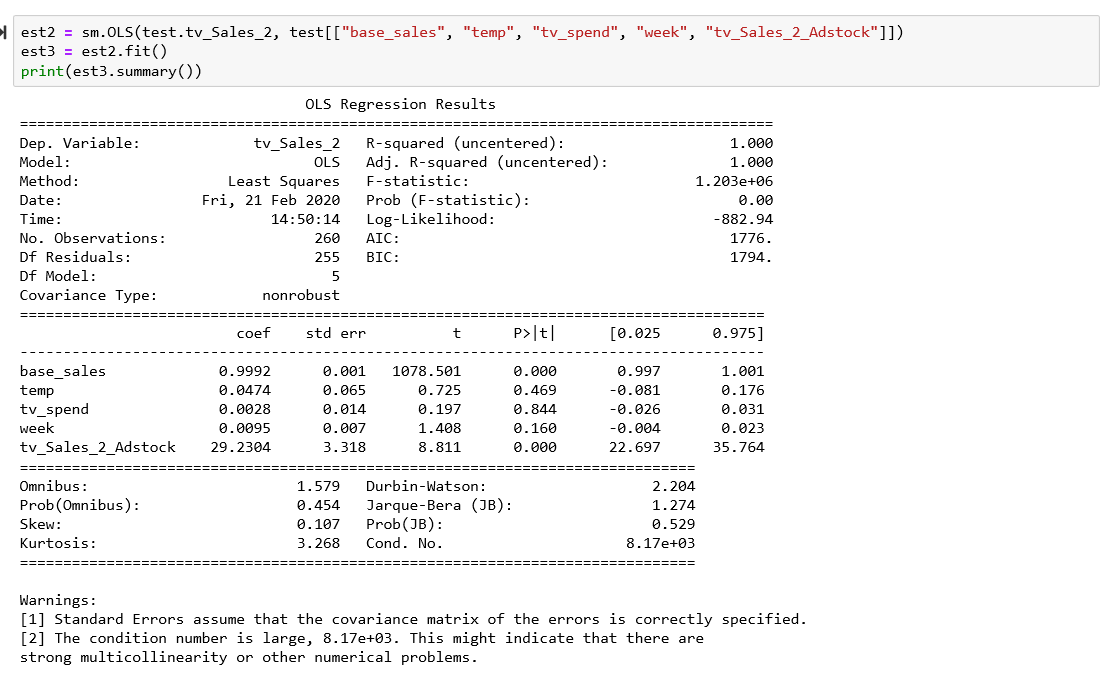 est2 = sm.OLS(test.tv_Sales_2, test[["base_sales", "temp", "tv_spend", "week", "tv_Sales_2_Adstock"]])
est3 = est2.fit()
print(est3.summary())
OLS Regression Results
==============================================================================
Dep. Variable: tv_Sales_2 R-squared (uncentered): 1.000
Model: OLS Adj. R-squared (uncentered): 1.000
Method: Least Squares F-statistic: 1.203e+06
Date: Fri, 21 Feb 2020 Prob (F-statistic): 0.00
Time: 14:50:14 Log-Likelihood: -882.94
No. Observations: 260 AIC: 1776.
Df Residuals: 255 BIC: 1794.
Df Model: 5
Covariance Type: nonrobust
==============================================================================
coef std err t P>|t| [0.025 0.975]
------------------------------------------------------------------------------
base_sales 0.9992 0.001 1078.501 0.000 0.997 1.001
temp 0.0474 0.065 0.725 0.469 -0.081 0.176
tv_spend 0.0028 0.014 0.197 0.844 -0.026 0.031
week 0.0095 0.007 1.408 0.160 -0.004 0.023
tv_Sales_2_Adstock 29.2304 3.318 8.811 0.000 22.697 35.764
==============================================================================
Omnibus: 1.579 Durbin-Watson: 2.204
Prob(Omnibus): 0.454 Jarque-Bera (JB): 1.274
Skew: 0.107 Prob(JB): 0.529
Kurtosis: 3.268 Cond. No. 8.17e+03
==============================================================================
Warnings:
[1] Standard Errors assume that the covariance matrix of the errors is correctly specified.
[2] The condition number is large, 8.17e+03. This might indicate that there are
strong multicollinearity or other numerical problems.